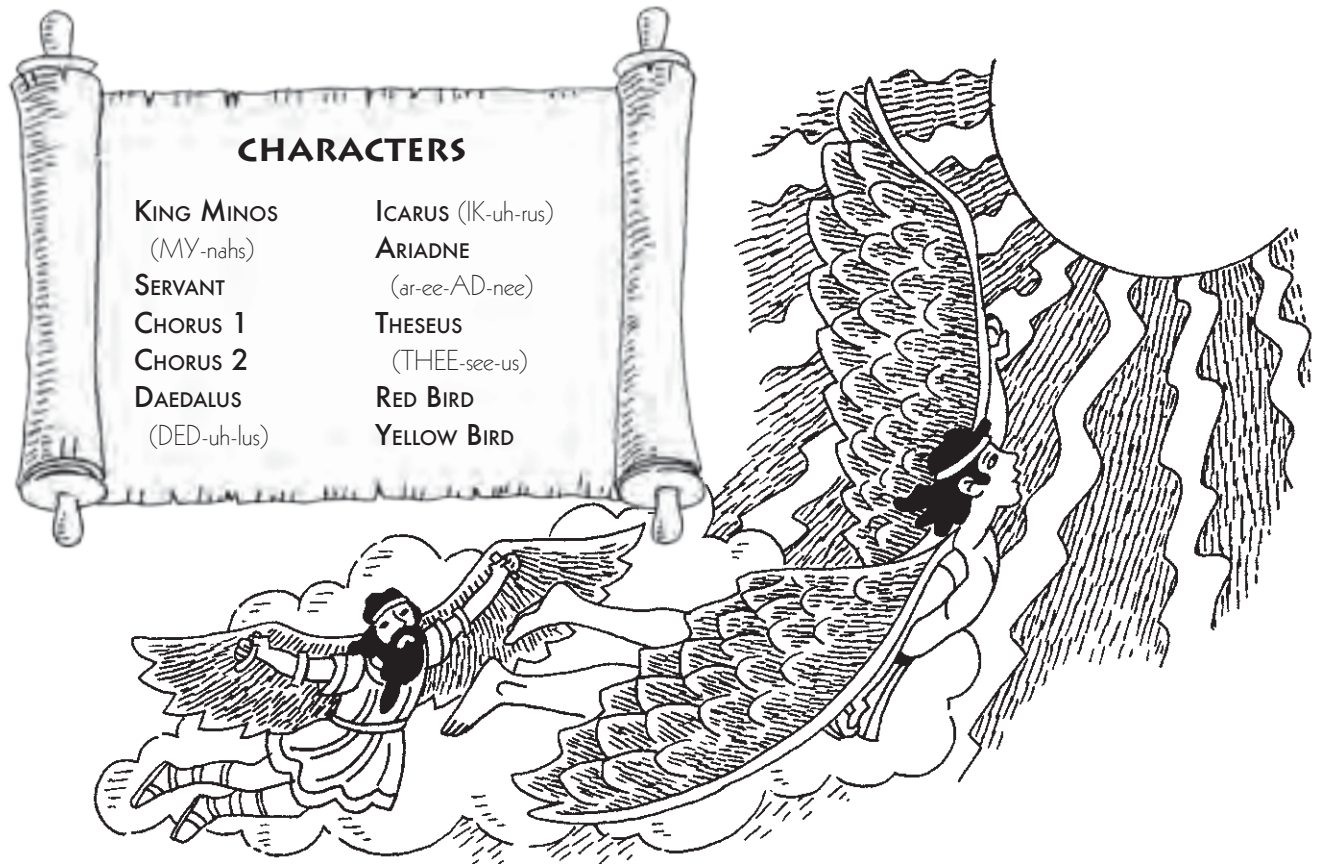 CHARACTERS
KING MINOS
(MY-nahs)
SERVANT
CHORUS 1
CHORUS 2
DAEDALUS
(DED-uh-lus)
ICARUS (IK-uh-rus)
ARIADNE
(ar-ee-AD-nee)
THESEUS
(THEE-see-us)
RED BIRD
YELLOW BIRD